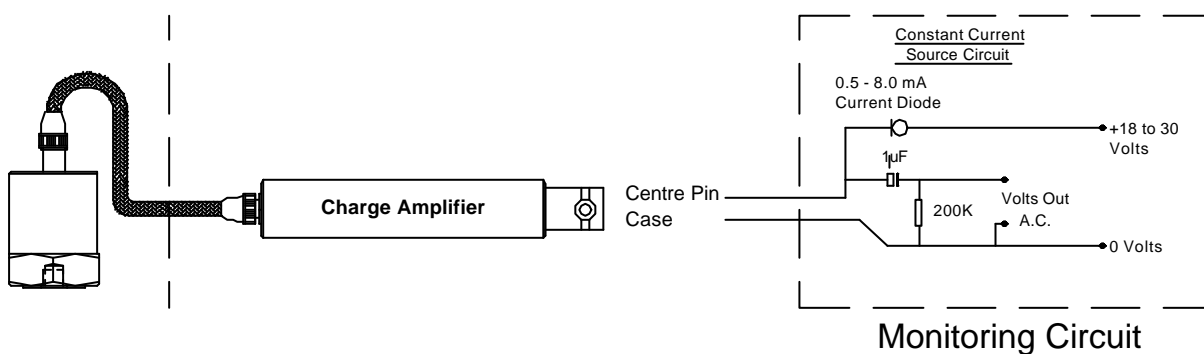 Constant Current
Source Circuit
0.5 - 8.0 mA
Current Diode
+18 to 30
Volts
1uF
Charge Amplifier
Centre Pin
Case
200K
Volts Out
A.C.
0 Volts
Monitoring Circuit